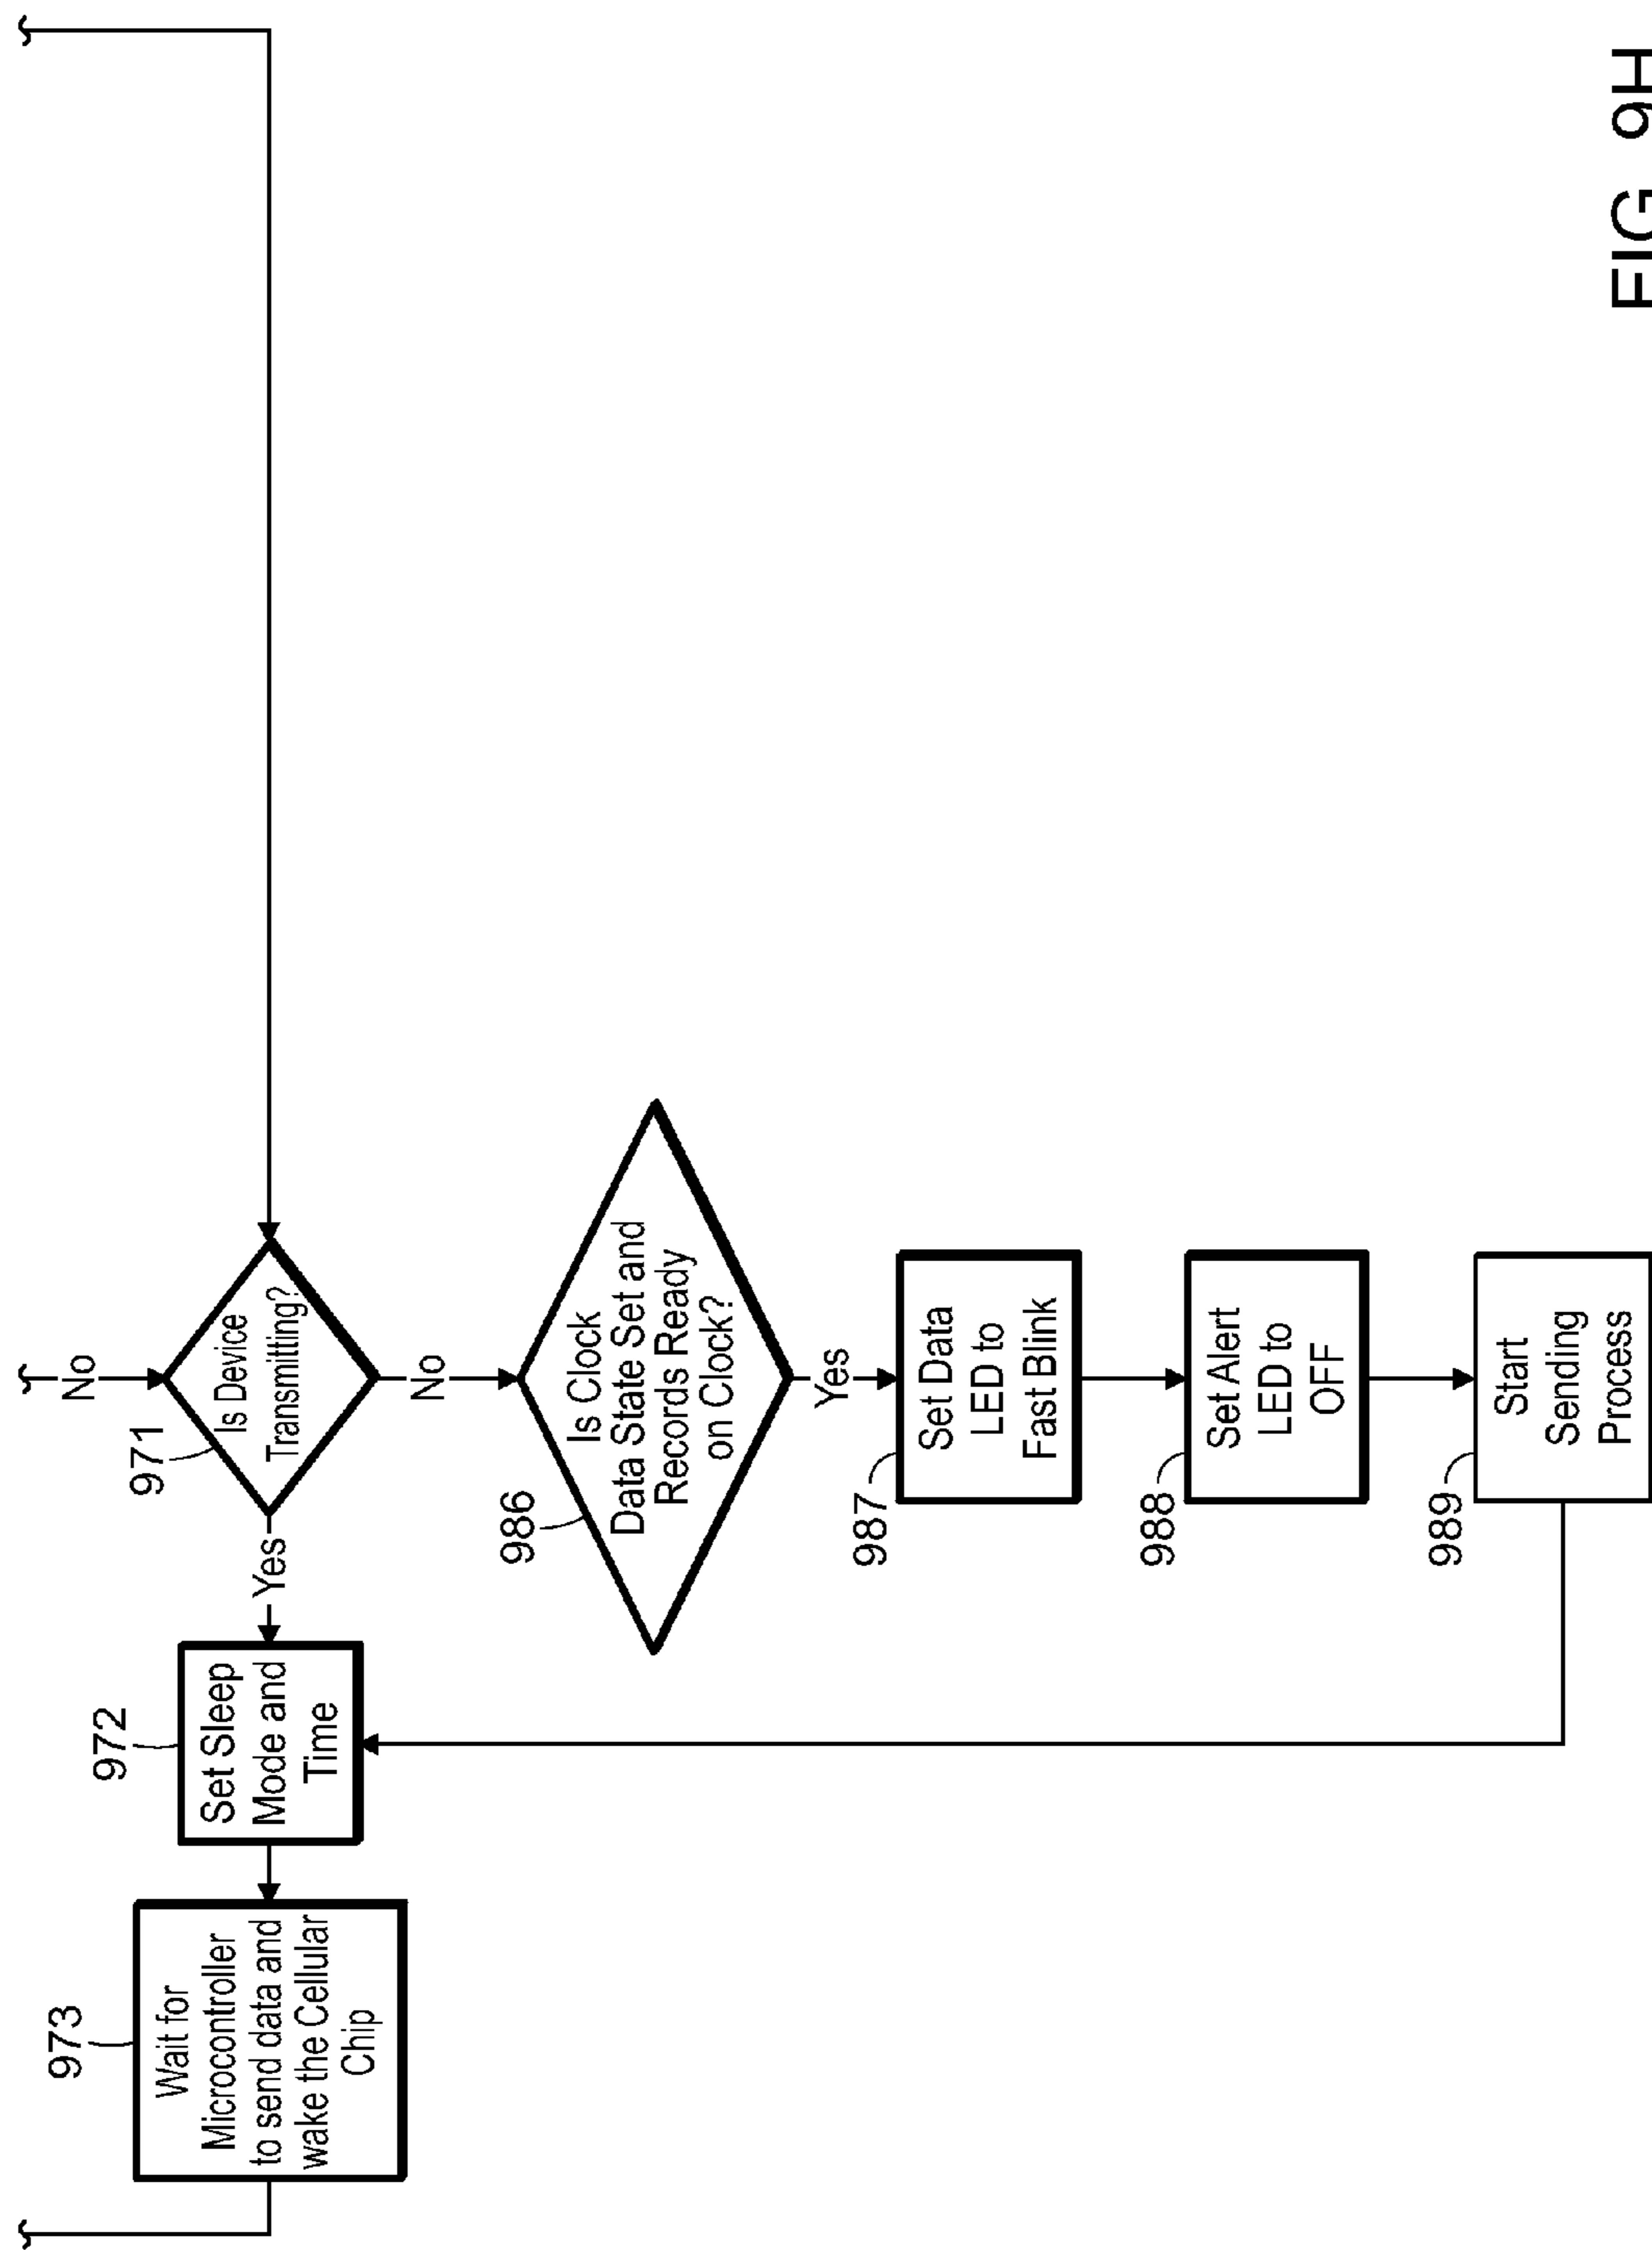 No
971
Is Device
Transmitting?
Yes
No
972
Set Sleep
Mode and
Time
973
Wait for
Microcontroller
to send data and
wake the Cellular
Chip
986
Is Clock
Data State Set and
Records Ready
on Clock?
Yes
987
Set Data
LED to
Fast Blink
988
Set Alert
LED to
OFF
989
Start
Sending
Process
FIG 9H